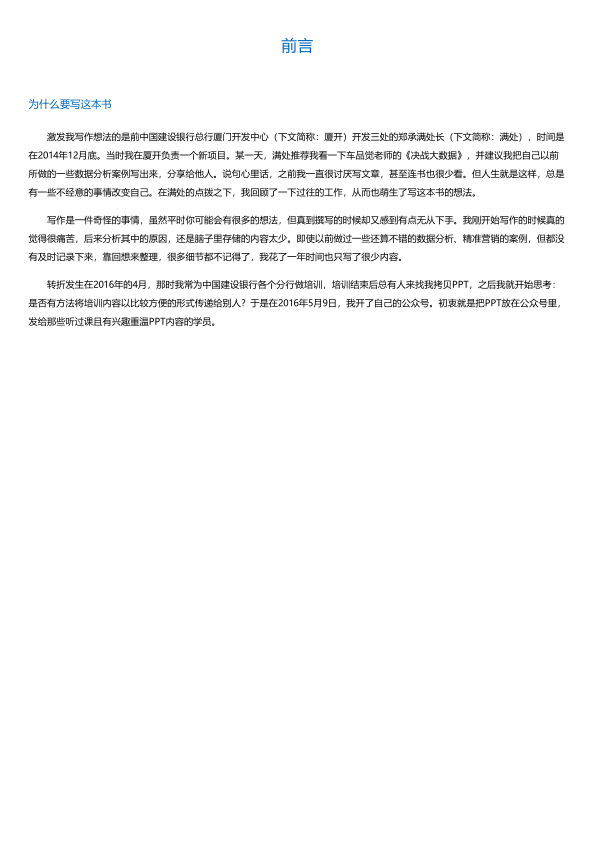 前言
为什么要写这本书
激发我写作想法的是前中国建设银行总行厦门开发中心（下文简称：厦开）开发三处的郑承满处长（下文简称：满处），时间是
在2014年12月底。当时我在厦开负责一个新项目。某一天，满处推荐我看一下车品觉老师的《决战大数据》，并建议我把自己以前
所做的一些数据分析案例写出来，分享给他人。说句心里话，之前我一直很讨厌写文章，甚至连书也很少看。但人生就是这样，总是
有一些不经意的事情改变自己。在满处的点拨之下，我回顾了一下过往的工作，从而也萌生了写这本书的想法。
写作是一件奇怪的事情，虽然平时你可能会有很多的想法，但真到撰写的时候却又感到有点无从下手。我刚开始写作的时候真的
觉得很痛苦，后来分析其中的原因，还是脑子里存储的内容太少。即使以前做过一些还算不错的数据分析、精准营销的案例，但都没
有及时记录下来，靠回想来整理，很多细节都不记得了，我花了一年时间也只写了很少内容。
转折发生在2016年的4月，那时我常为中国建设银行各个分行做培训，培训结束后总有人来找我拷贝PPT，之后我就开始思考：
是否有方法将培训内容以比较方便的形式传递给别人？于是在2016年5月9日，我开了自己的公众号。初衷就是把PPT放在公众号里，
发给那些听过课且有兴趣重温PPT内容的学员。